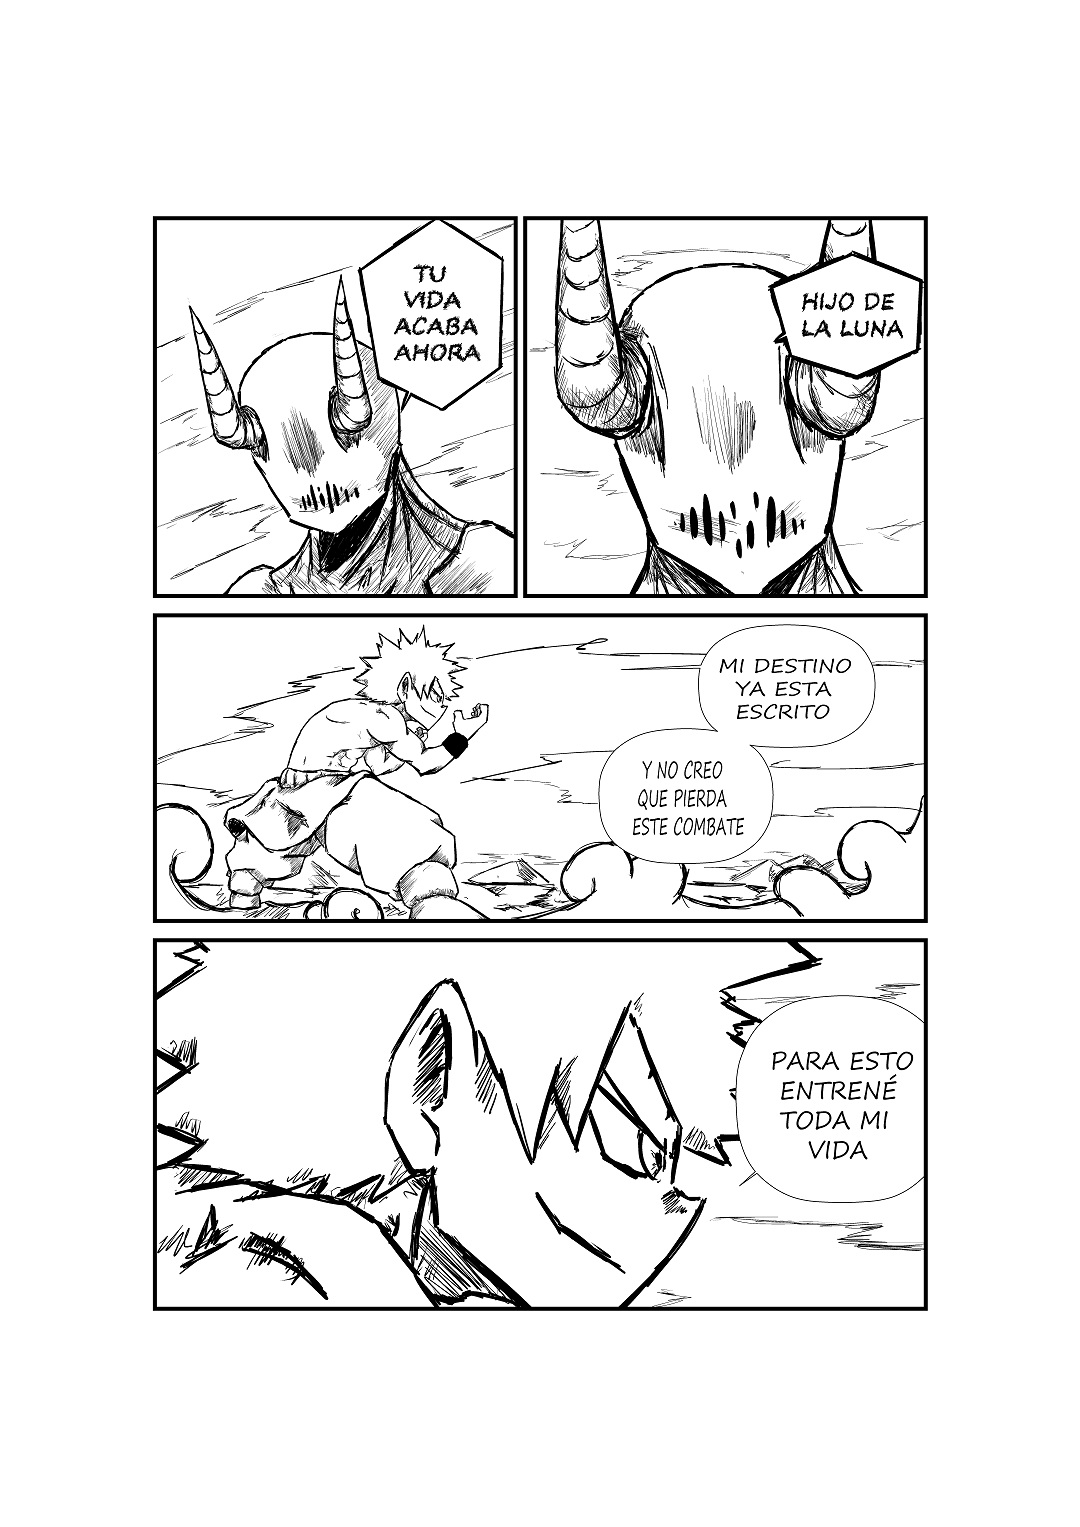 TU
VIDA
ACABA
AHORA
HIJO DE
LA LUNA
MI DESTINO
YA ESTA
ESCRITO
Y NO CREO
QUE PIERDA
ESTE COMBATE
PARA ESTO
ENTRENÉ
TODA MI
VIDA